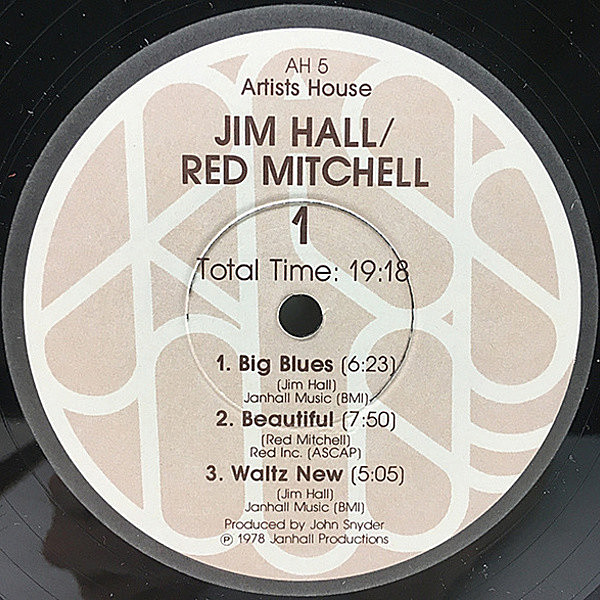 AH 5
Artists House
JIM HALL/
RED MITCHELL
1
Total Time: 19:18
1. Big Blues (6:23)
(Jim Hall)
Janhall Music (BMI)
2. Beautiful (7:50)
(Red Mitchell)
Red Inc. (ASCAP)
3. Waltz New (5:05)
(Jim Hall)
Janhall Music (BMI)
Produced by John Snyder
℗ 1978 Janhall Productions